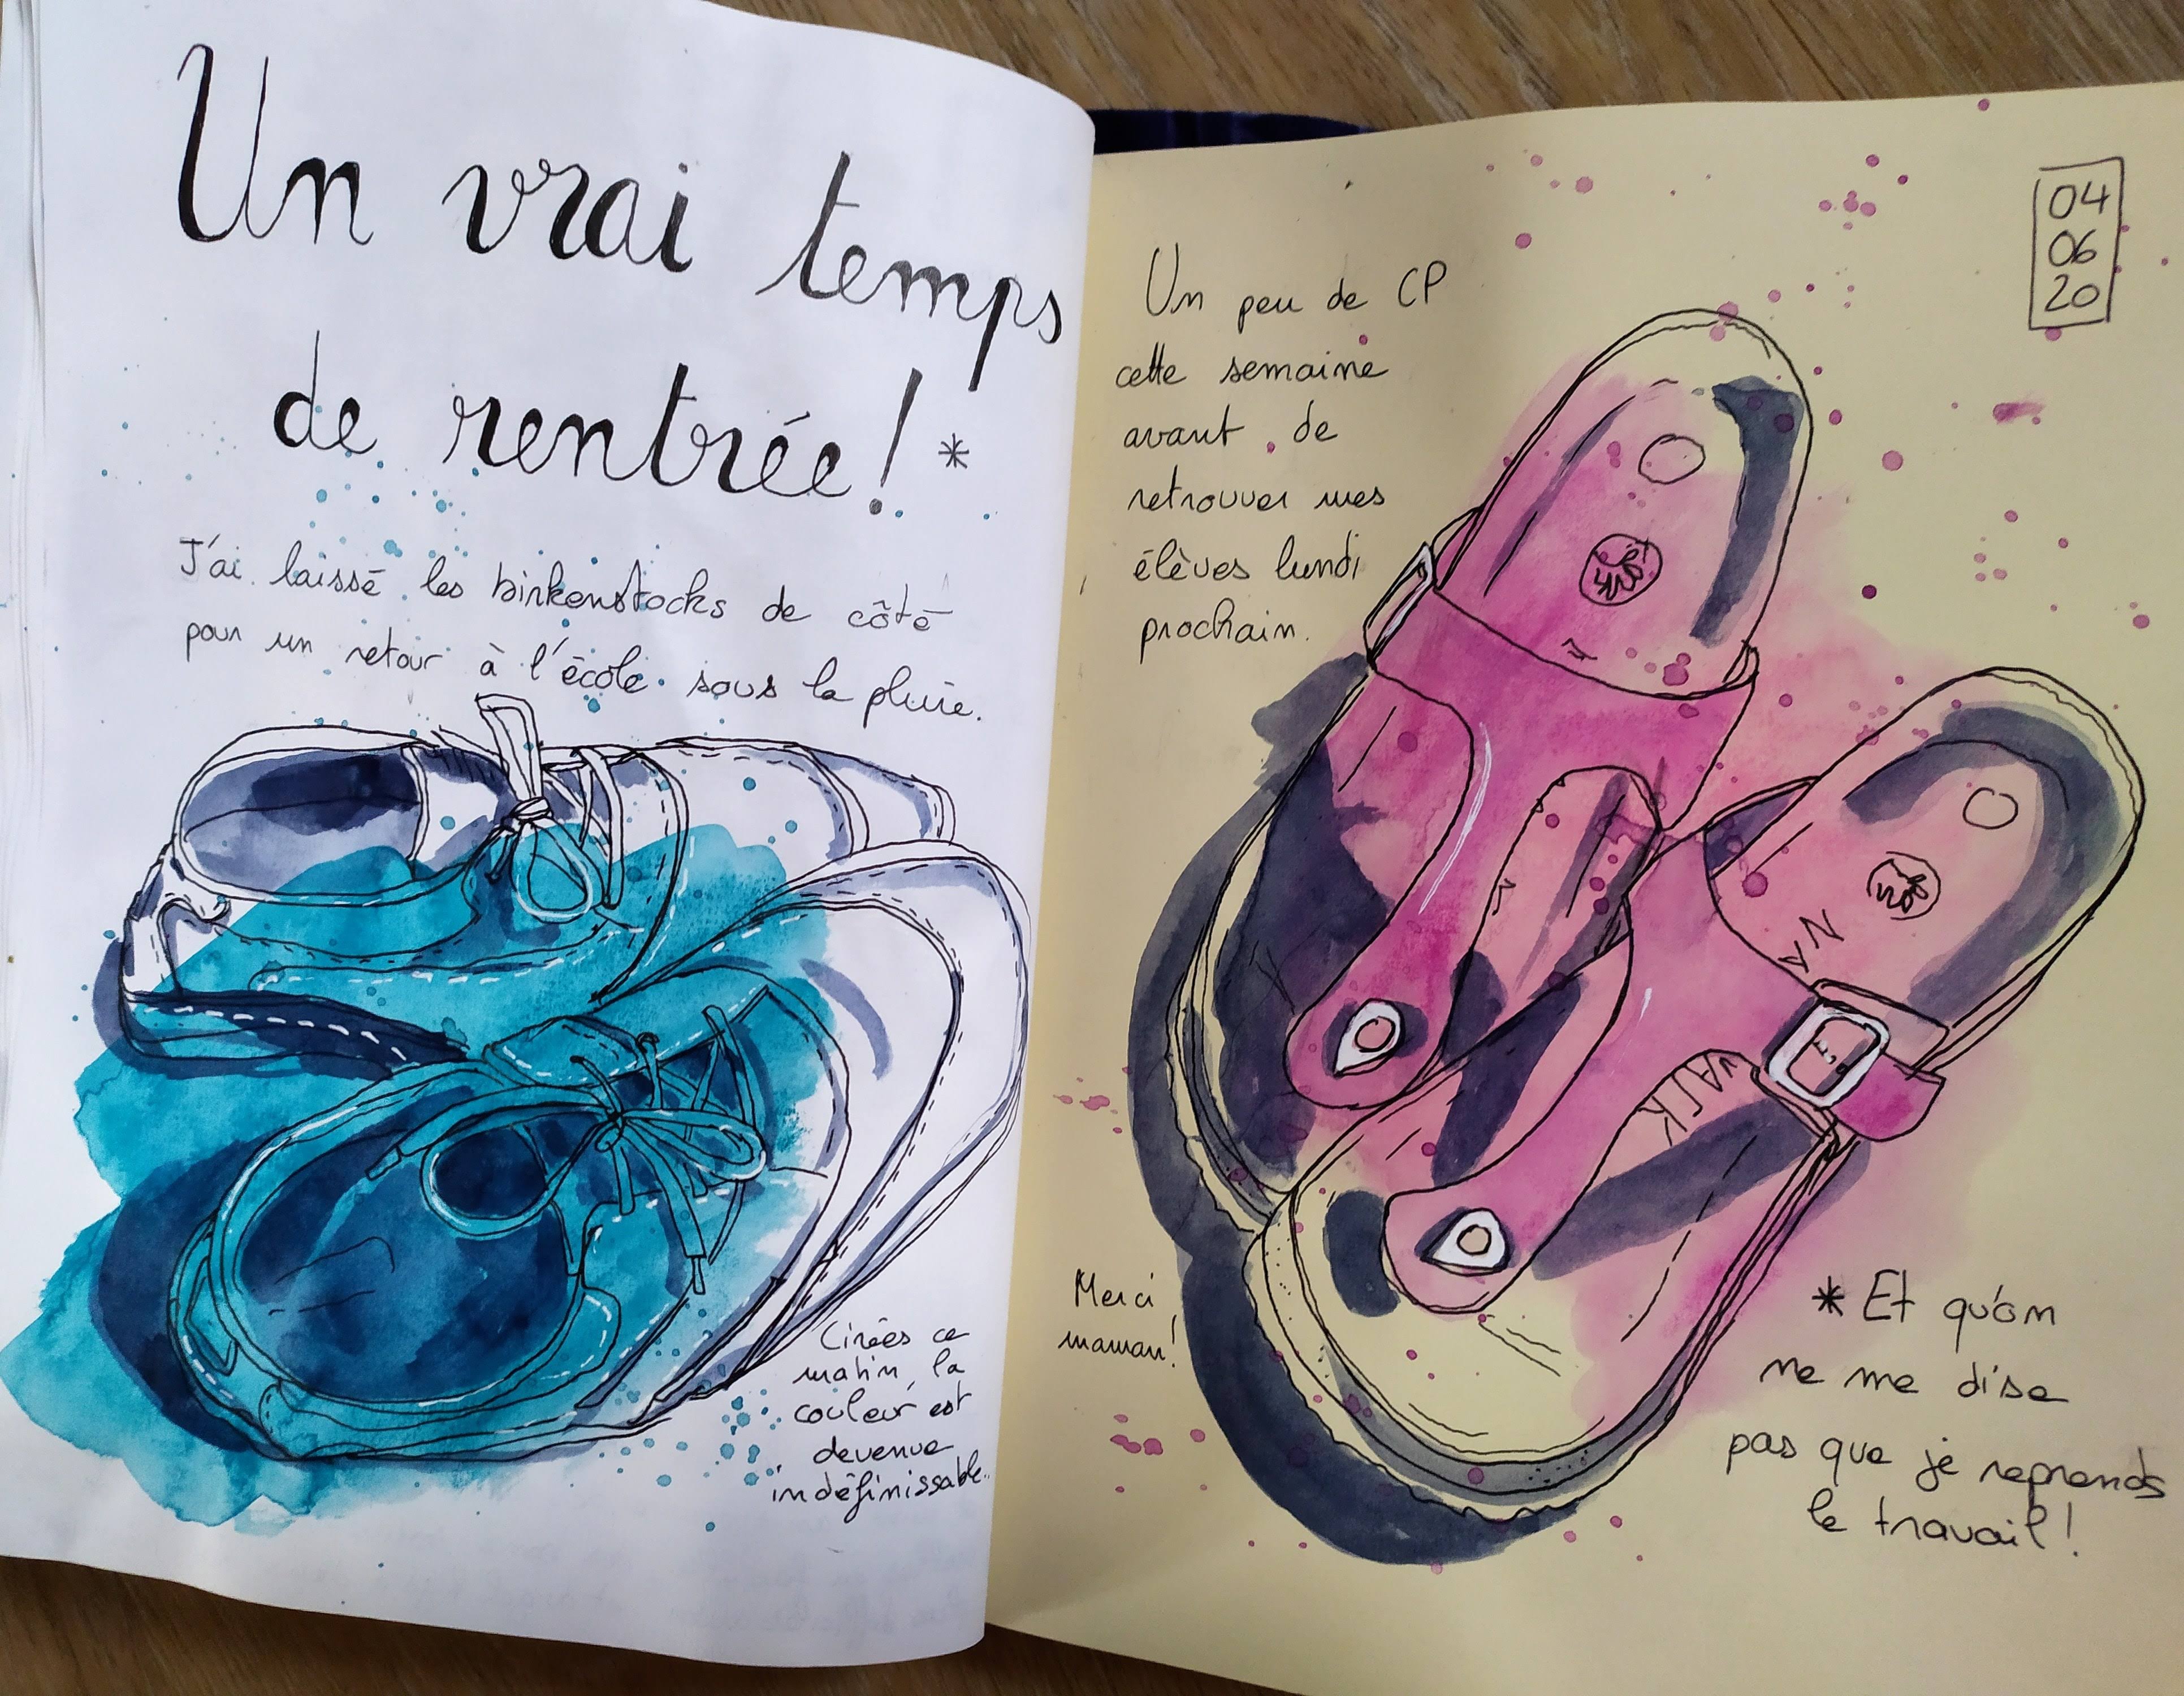 Un vrai temps
de rentrée! *
J'ai laissé les birkenstocks de côté
pour un retour à l'école sous la pluie.
Cirées ce
matin, la
couleur est
devenue
indéfinissable..
04
06
20
Un peu de CP
cette semaine
avant de
retrouver mes
élèves lundi
prochain.
WALK
Merci
maman!
* Et qu'on
ne me dise
pas que je reprends
le travail!